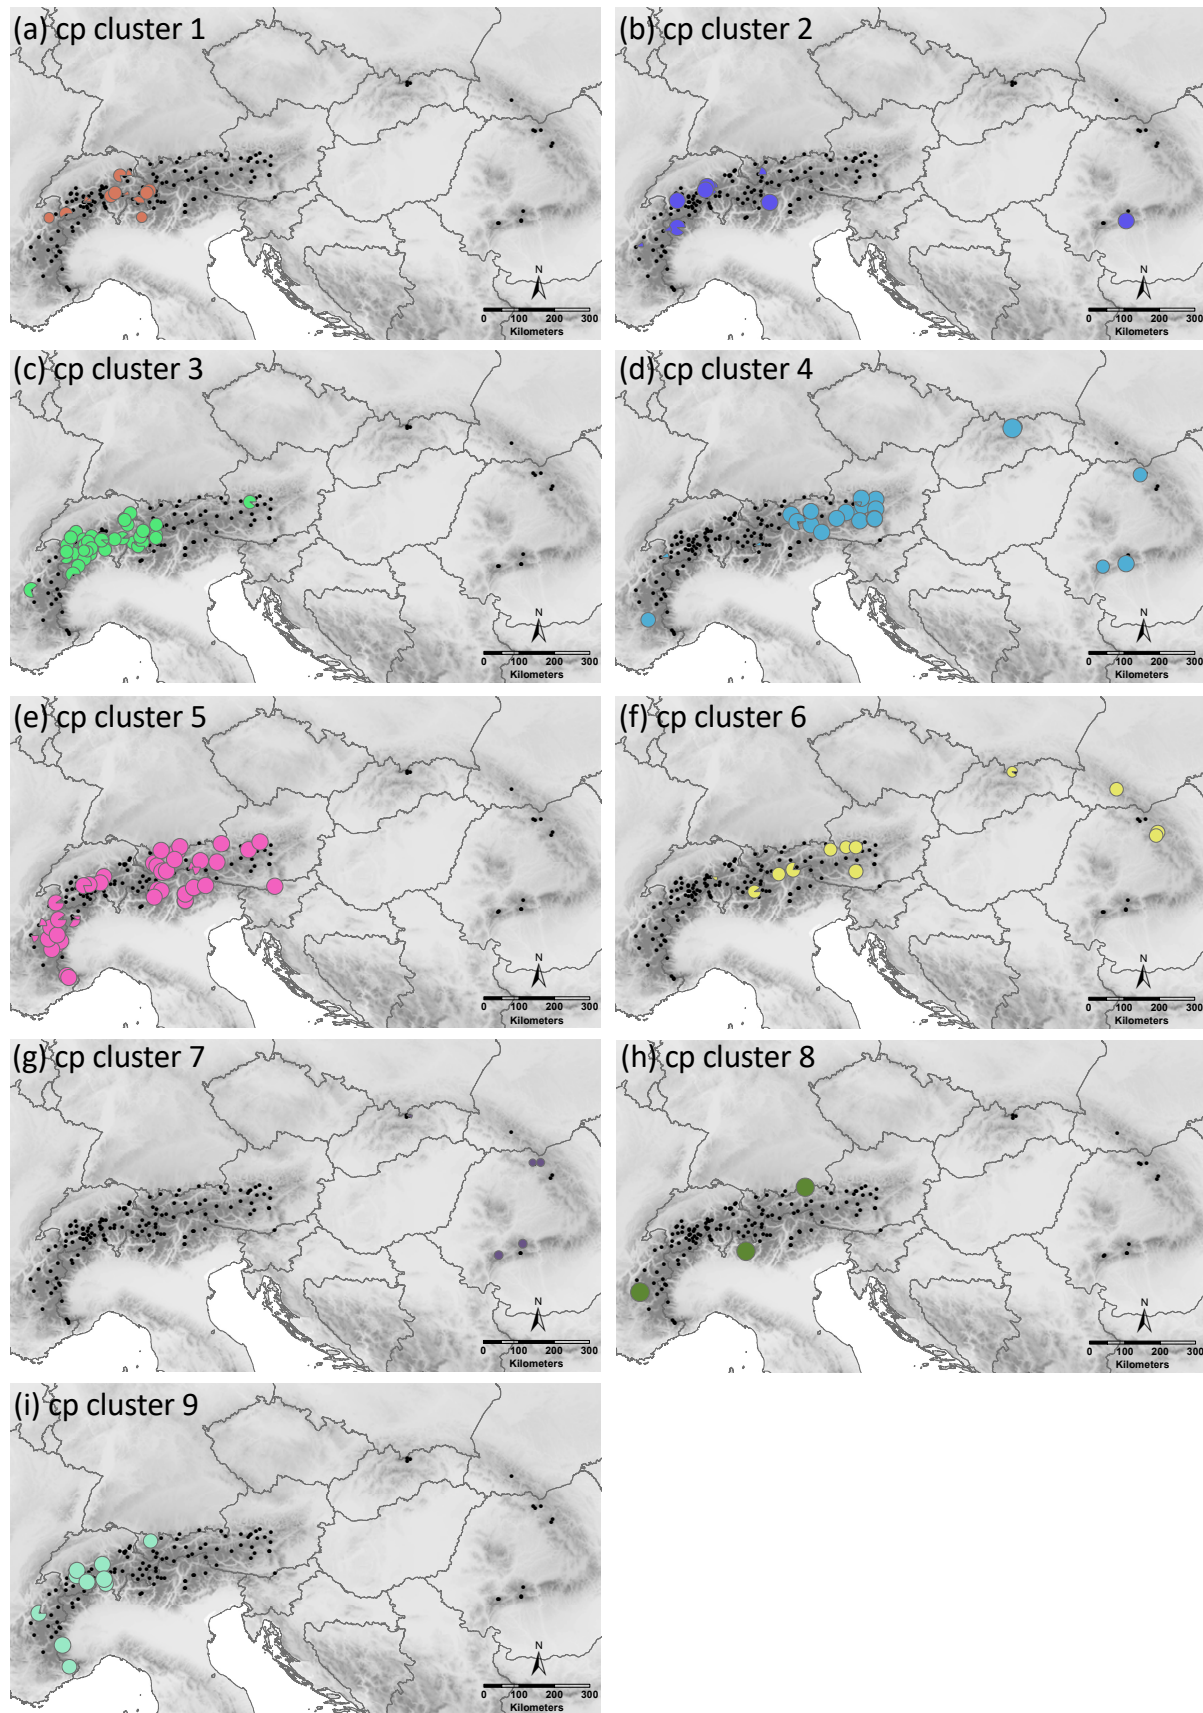 (a) cp cluster 1
N
0 100 200 300
Kilometers
(b) cp cluster 2
N
0 100 200 300
Kilometers
(c) cp cluster 3
N
0 100 200 300
Kilometers
(d) cp cluster 4
N
0 100 200 300
Kilometers
(e) cp cluster 5
N
0 100 200 300
Kilometers
(f) cp cluster 6
N
0 100 200 300
Kilometers
(g) cp cluster 7
N
0 100 200 300
Kilometers
(h) cp cluster 8
N
0 100 200 300
Kilometers
(i) cp cluster 9
N
0 100 200 300
Kilometers